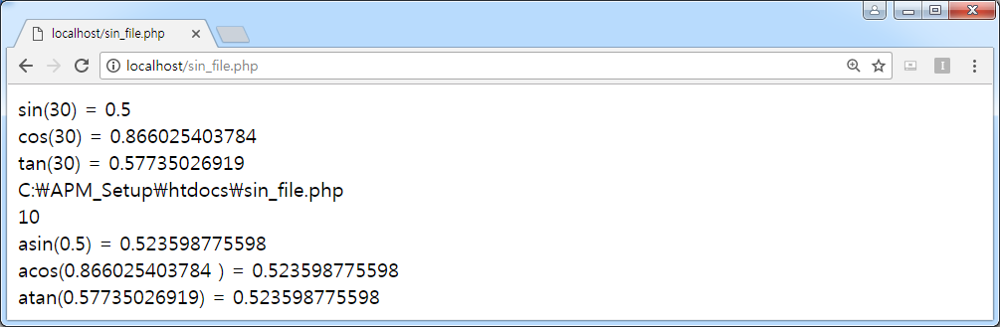 localhost/sin_file.php
localhost/sin_file.php
I
sin(30) = 0.5
cos(30) = 0.866025403784
tan(30) = 0.57735026919
C:₩APM_Setup₩htdocs₩sin_file.php
10
asin(0.5) = 0.523598775598
acos(0.866025403784 ) = 0.523598775598
atan(0.57735026919) = 0.523598775598